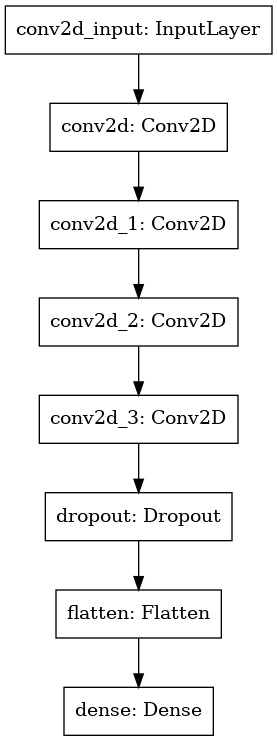 conv2d_input: InputLayer
conv2d: Conv2D
conv2d_1: Conv2D
conv2d_2: Conv2D
conv2d_3: Conv2D
dropout: Dropout
flatten: Flatten
dense: Dense